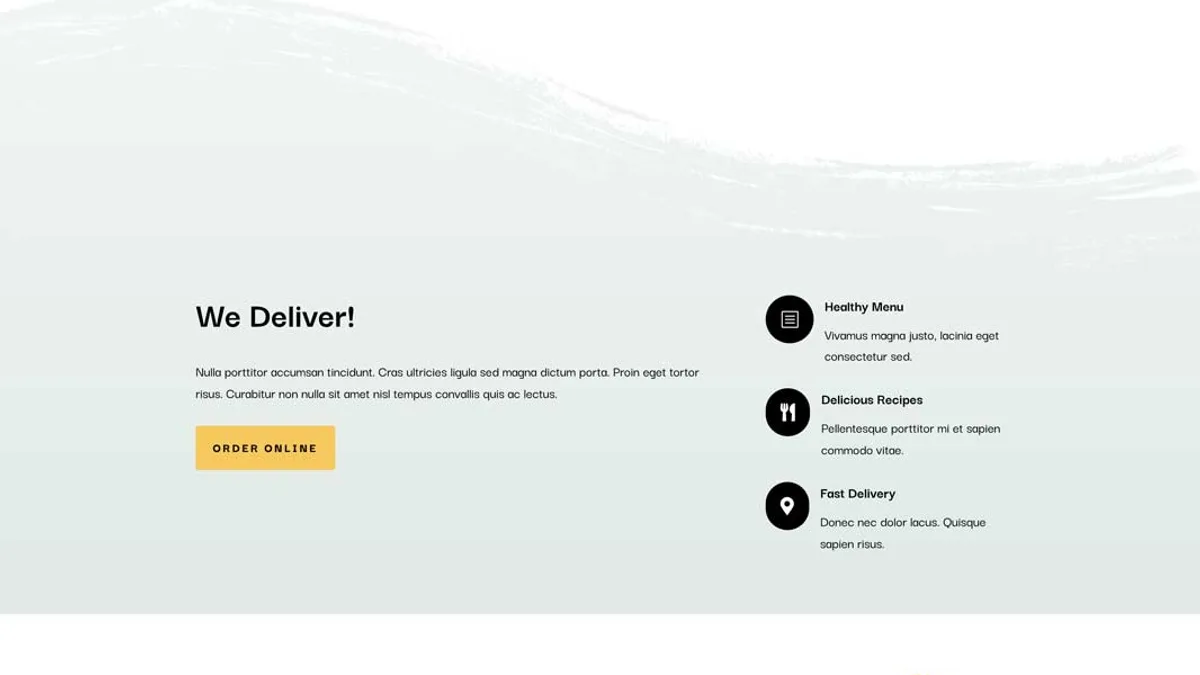 We Deliver!
Nulla porttitor accumsan tincidunt. Cras ultricies ligula sed magna dictum porta. Proin eget tortor
risus. Curabitur non nulla sit amet nisl tempus convallis quis ac lectus.
ORDER ONLINE
Healthy Menu
Vivamus magna justo, lacinia eget
consectetur sed.
Delicious Recipes
Pellentesque porttitor mi et sapien
commodo vitae.
Fast Delivery
Donec nec dolor lacus. Quisque
sapien risus.